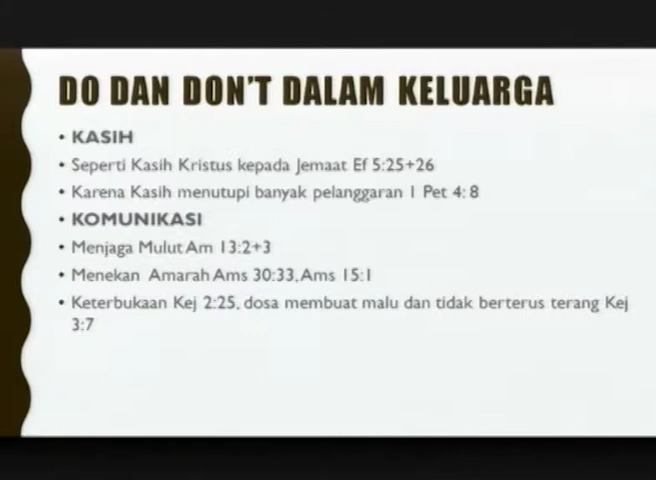 DO DAN DON'T DALAM KELUARGA
• KASIH
• Seperti Kasih Kristus kepada Jemaat Ef 5:25+26
• Karena Kasih menutupi banyak pelanggaran 1 Pet 4: 8
• KOMUNIKASI
• Menjaga Mulut Am 13:2+3
• Menekan Amarah Ams 30:33, Ams 15:1
• Keterbukaan Kej 2:25, dosa membuat malu dan tidak berterus terang Kej
3:7